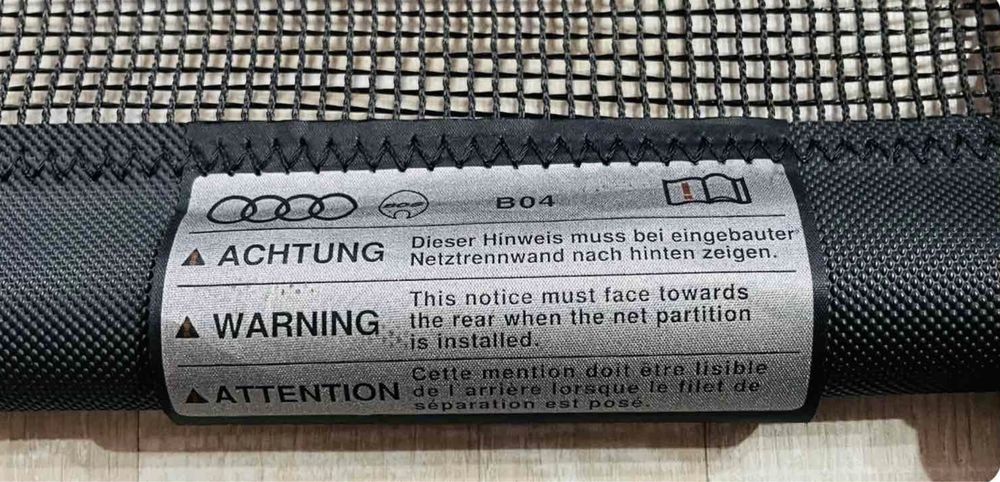 B04
ACHTUNG
Dieser Hinweis muss bei eingebauter
Netztrennwand nach hinten zeigen.
WARNING
This notice must face towards
the rear when the net partition
is installed.
ATTENTION
Cette mention doit être lisible
de l'arrière lorsque le filet de
séparation est posé.